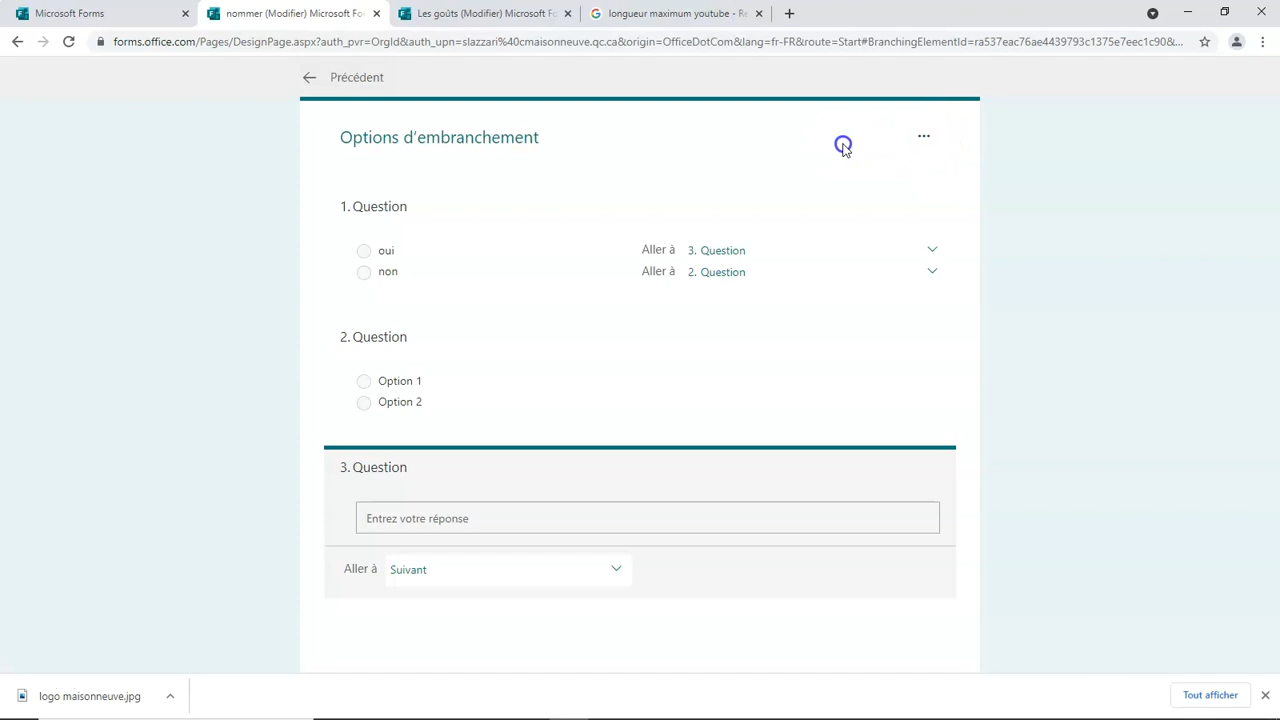 Microsoft Forms
nommer (Modifier) Microsoft Fo
Les goûts (Modifier) Microsoft Fo
longueur maximum youtube - Re
forms.office.com/Pages/DesignPage.aspx?auth_pvr=OrgId&auth_upn=slazzari%40cmaisonneuve.qc.ca&origin=OfficeDotCom&lang=fr-FR&route=Start#BranchingElementId=ra537eac76ae4439793c1375e7eec1c90&...
Précédent
Options d'embranchement
...
1. Question
oui Aller à 3. Question
non Aller à 2. Question
2. Question
Option 1
Option 2
3. Question
Entrez votre réponse
Aller à Suivant
logo maisonneuve.jpg
Tout afficher